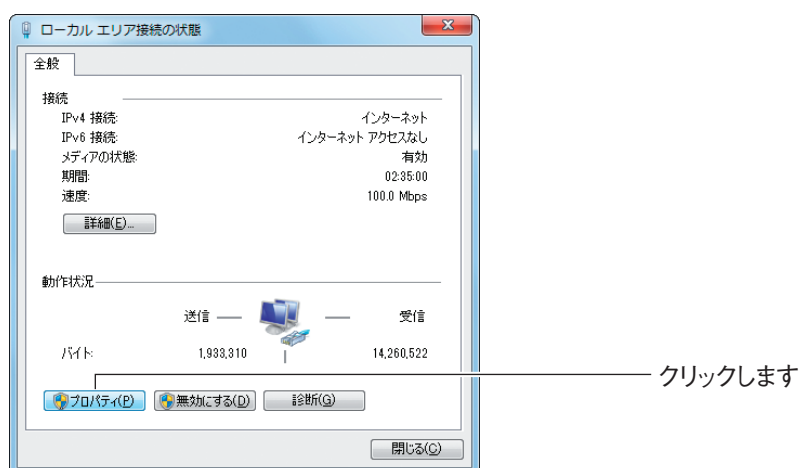 ローカル エリア接続の状態
全般
接続
IPv4 接続: インターネット
IPv6 接続: インターネット アクセスなし
メディアの状態: 有効
期間: 02:35:00
速度: 100.0 Mbps
詳細(E)...
動作状況
送信 受信
バイト: 1,933,310 14,260,522
クリックします
プロパティ(P) 無効にする(D) 診断(G)
閉じる(C)